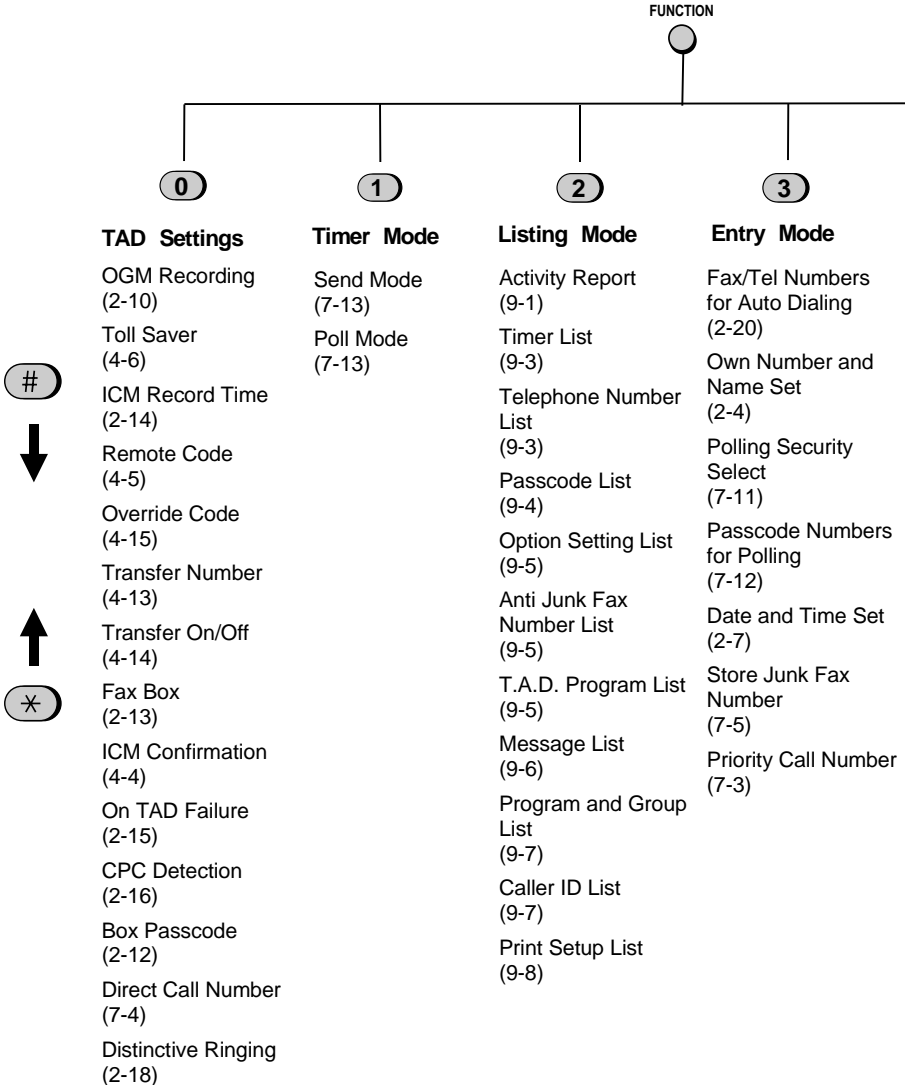 FUNCTION
0
1
2
3
TAD Settings
OGM Recording
(2-10)
Toll Saver
(4-6)
ICM Record Time
(2-14)
Remote Code
(4-5)
Override Code
(4-15)
Transfer Number
(4-13)
Transfer On/Off
(4-14)
Fax Box
(2-13)
ICM Confirmation
(4-4)
On TAD Failure
(2-15)
CPC Detection
(2-16)
Box Passcode
(2-12)
Direct Call Number
(7-4)
Distinctive Ringing
(2-18)
Timer Mode
Send Mode
(7-13)
Poll Mode
(7-13)
Listing Mode
Activity Report
(9-1)
Timer List
(9-3)
Telephone Number
List
(9-3)
Passcode List
(9-4)
Option Setting List
(9-5)
Anti Junk Fax
Number List
(9-5)
T.A.D. Program List
(9-5)
Message List
(9-6)
Program and Group
List
(9-7)
Caller ID List
(9-7)
Print Setup List
(9-8)
Entry Mode
Fax/Tel Numbers
for Auto Dialing
(2-20)
Own Number and
Name Set
(2-4)
Polling Security
Select
(7-11)
Passcode Numbers
for Polling
(7-12)
Date and Time Set
(2-7)
Store Junk Fax
Number
(7-5)
Priority Call Number
(7-3)
#
*